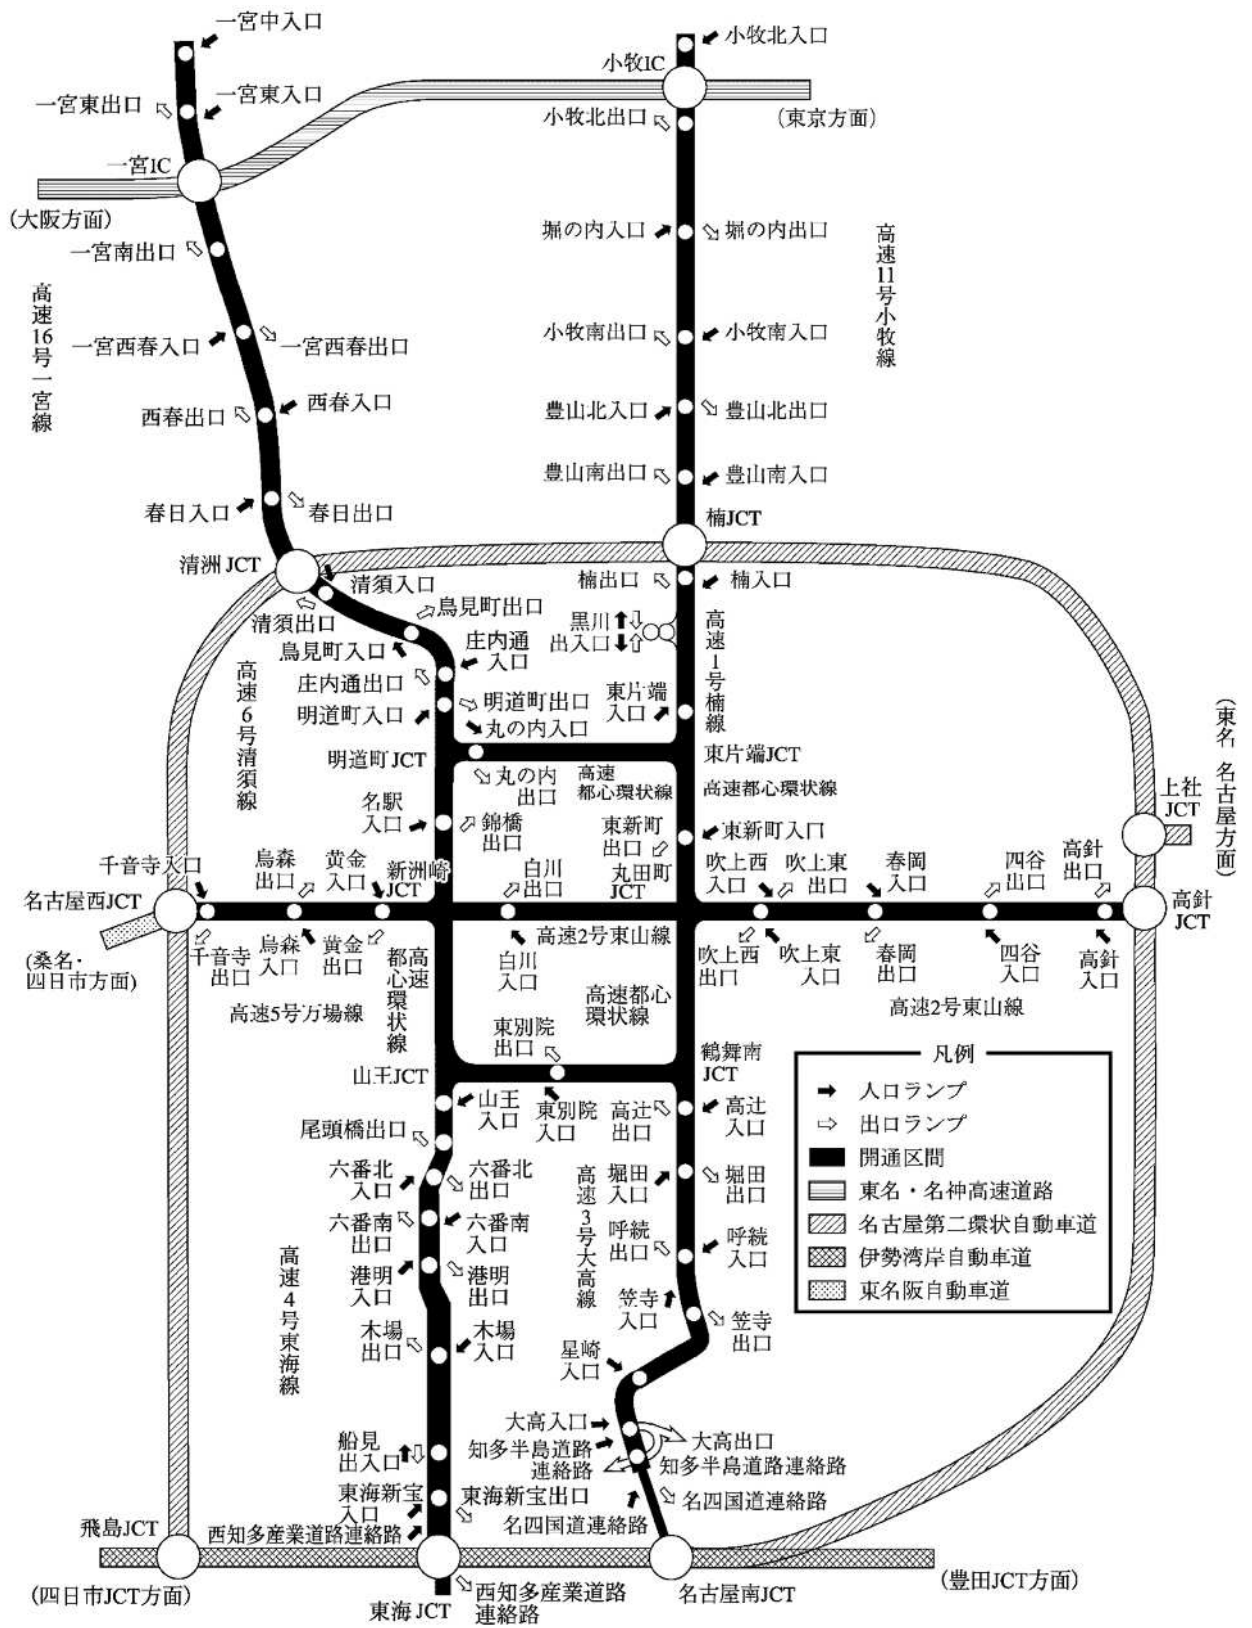 一宮中入口
小牧北入口
小牧IC
一宮東出口
一宮東入口
小牧北出口
(東京方面)
一宮IC
(大阪方面)
堀の内入口
堀の内出口
一宮南出口
高速11号小牧線
高速16号一宮線
小牧南出口
小牧南入口
一宮西春入口
一宮西春出口
西春出口
西春入口
豊山北入口
豊山北出口
豊山南出口
豊山南入口
春日入口
春日出口
楠JCT
清洲JCT
清須入口
楠出口
楠入口
清須出口
鳥見町出口
黒川
出入口
高速1号楠線
鳥見町入口
庄内通
入口
高速6号清須線
庄内通出口
明道町出口
東片端
入口
明道町入口
丸の内入口
(東名 名古屋方面)
明道町JCT
東片端JCT
丸の内
出口
高速
都心環状線
高速都心環状線
上社
JCT
名駅
入口
錦橋
出口
東新町
出口
東新町入口
千音寺入口
烏森
出口
黄金
入口
新洲崎
JCT
白川
出口
丸田町
JCT
吹上西
入口
吹上東
出口
春岡
入口
四谷
出口
高針
出口
名古屋西JCT
高針
JCT
(桑名・
四日市方面)
千音寺
出口
烏森
入口
黄金
出口
高速
都心環状線
白川
入口
高速2号東山線
吹上西
出口
吹上東
入口
春岡
出口
四谷
入口
高針
入口
高速5号万場線
高速都心
環状線
高速2号東山線
東別院
出口
山王JCT
鶴舞南
JCT
凡例
人口ランプ
出口ランプ
開通区間
東名・名神高速道路
名古屋第二環状自動車道
伊勢湾岸自動車道
東名阪自動車道
山王
入口
東別院
入口
高辻
出口
高辻
入口
尾頭橋出口
六番北
入口
六番北
出口
高速3号大高線
堀田
入口
堀田
出口
六番南
出口
六番南
入口
呼続
出口
呼続
入口
高速4号東海線
港明
入口
港明
出口
笠寺
入口
笠寺
出口
木場
出口
木場
入口
星崎
入口
大高入口
大高出口
船見
出入口
知多半島道路
連絡路
知多半島道路連絡路
東海新宝
入口
東海新宝出口
名四国道連絡路
名四国道連絡路
飛島JCT
西知多産業道路連絡路
(四日市JCT方面)
東海JCT
西知多産業道路
連絡路
名古屋南JCT
(豊田JCT方面)